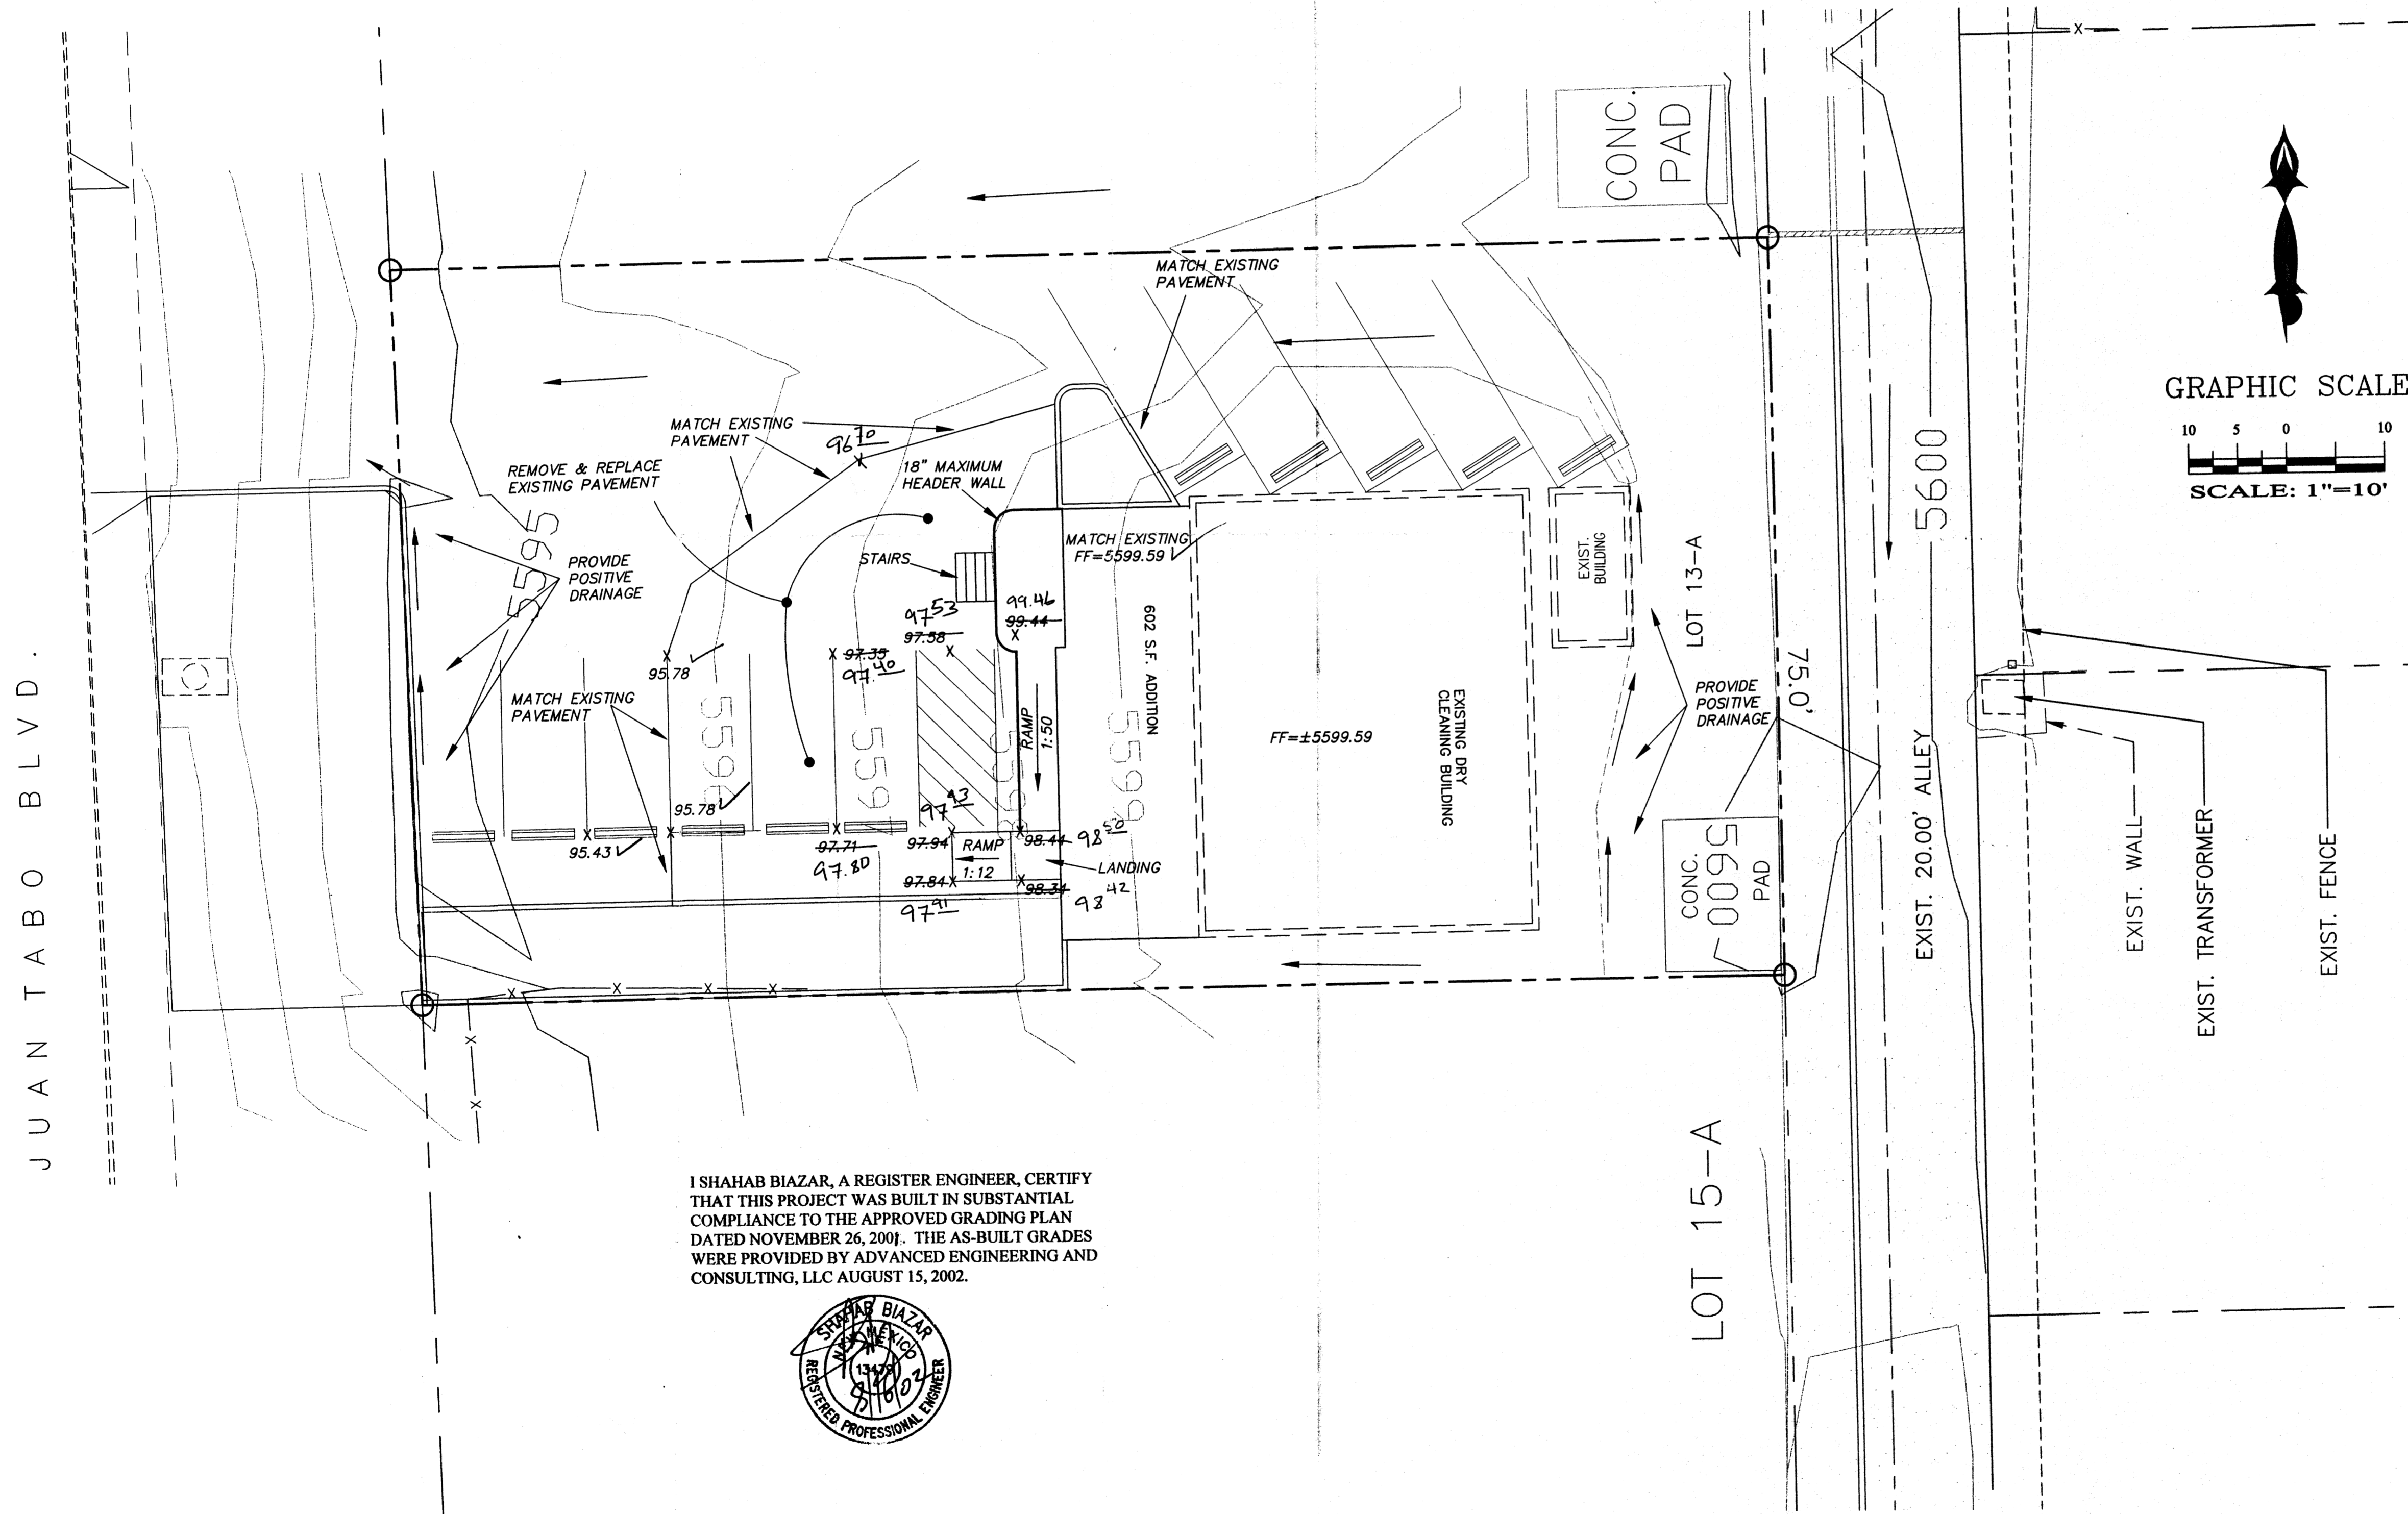 CONC.
PAD
MATCH EXISTING
PAVEMENT
GRAPHIC SCALE
10 5 0 10
SCALE: 1"=10'
MATCH EXISTING
PAVEMENT
96 70
REMOVE & REPLACE
EXISTING PAVEMENT
18" MAXIMUM
HEADER WALL
5595
PROVIDE
POSITIVE
DRAINAGE
STAIRS
MATCH EXISTING
FF=5599.59
EXIST.
BUILDING
LOT 13-A
5600
97 53
97.58
99.46
99.44
602 S.F. ADDITION
95.78
97.35
97.40
MATCH EXISTING
PAVEMENT
5596
559
RAMP
1:50
5599
FF=±5599.59
EXISTING DRY
CLEANING BUILDING
PROVIDE
POSITIVE
DRAINAGE
75.0'
JUAN TABO BLVD.
95.78
95.43
97.71
97.80
97 93
97.94
RAMP
1:12
98.44
98 50
LANDING
97.84
97 91
98.34
98 42
CONC.
PAD
5600
EXIST. 20.00' ALLEY
EXIST. WALL
EXIST. TRANSFORMER
EXIST. FENCE
X
X X X X
X
X
LOT 15-A
I SHAHAB BIAZAR, A REGISTER ENGINEER, CERTIFY
THAT THIS PROJECT WAS BUILT IN SUBSTANTIAL
COMPLIANCE TO THE APPROVED GRADING PLAN
DATED NOVEMBER 26, 2001. THE AS-BUILT GRADES
WERE PROVIDED BY ADVANCED ENGINEERING AND
CONSULTING, LLC AUGUST 15, 2002.
SHAHAB BIAZAR
NEW MEXICO
13479
REGISTERED PROFESSIONAL ENGINEER